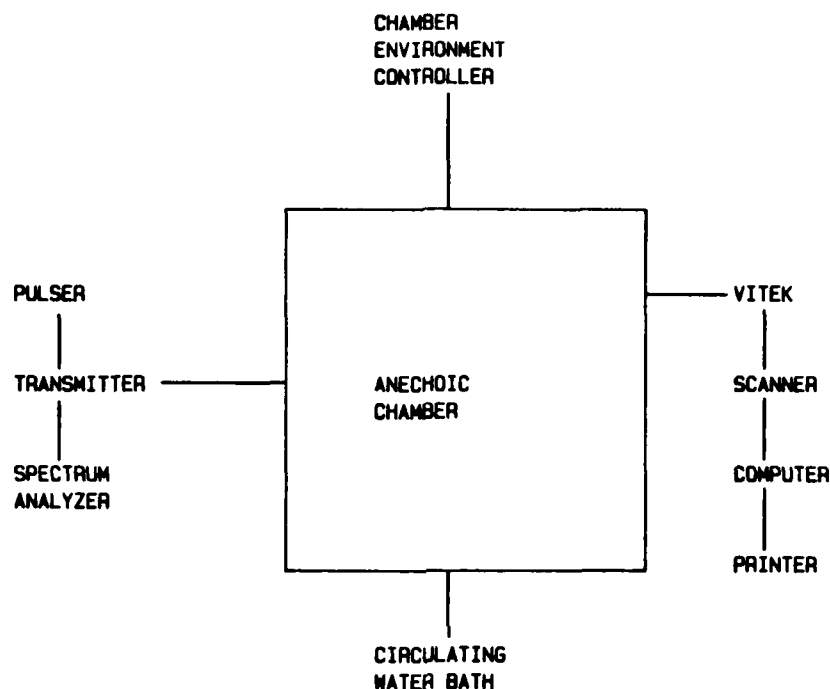 CHAMBER
ENVIRONMENT
CONTROLLER
PULSER
VITEK
TRANSMITTER
ANECHOIC
CHAMBER
SCANNER
SPECTRUM
ANALYZER
COMPUTER
PRINTER
CIRCULATING
WATER BATH